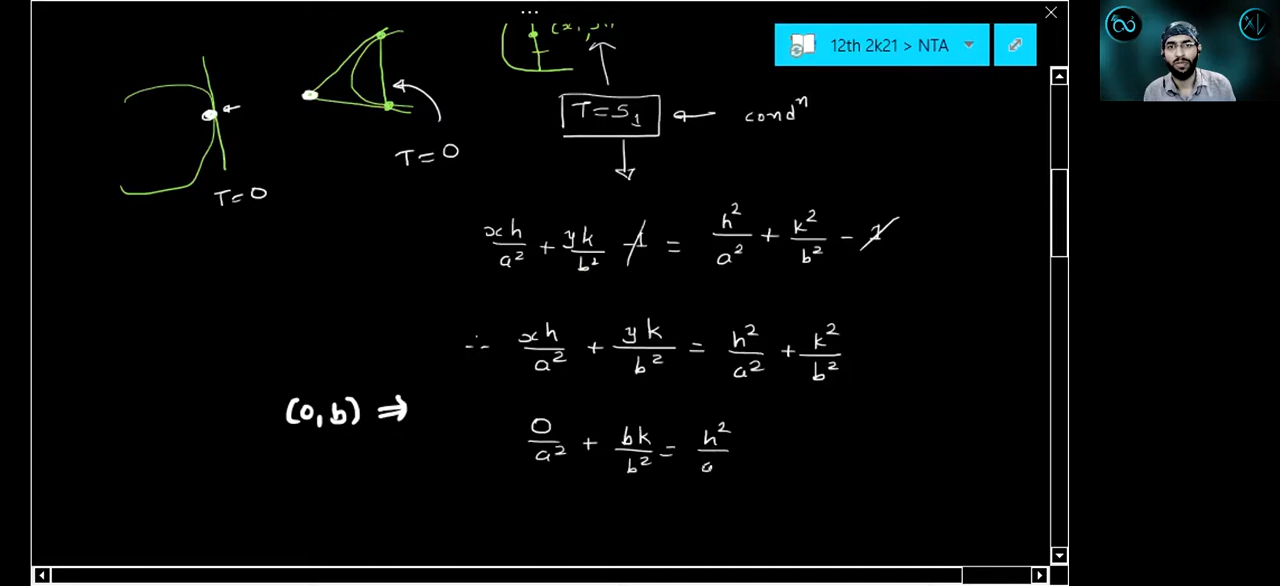 12th 2k21 > NTA
T = S₁ ← condⁿ
T = 0
T = 0
xh/a² + yk/b² - 1 = h²/a² + k²/b² - 1
∴ xh/a² + yk/b² = h²/a² + k²/b²
(0, b) ⇒
0/a² + bk/b² = h²/a